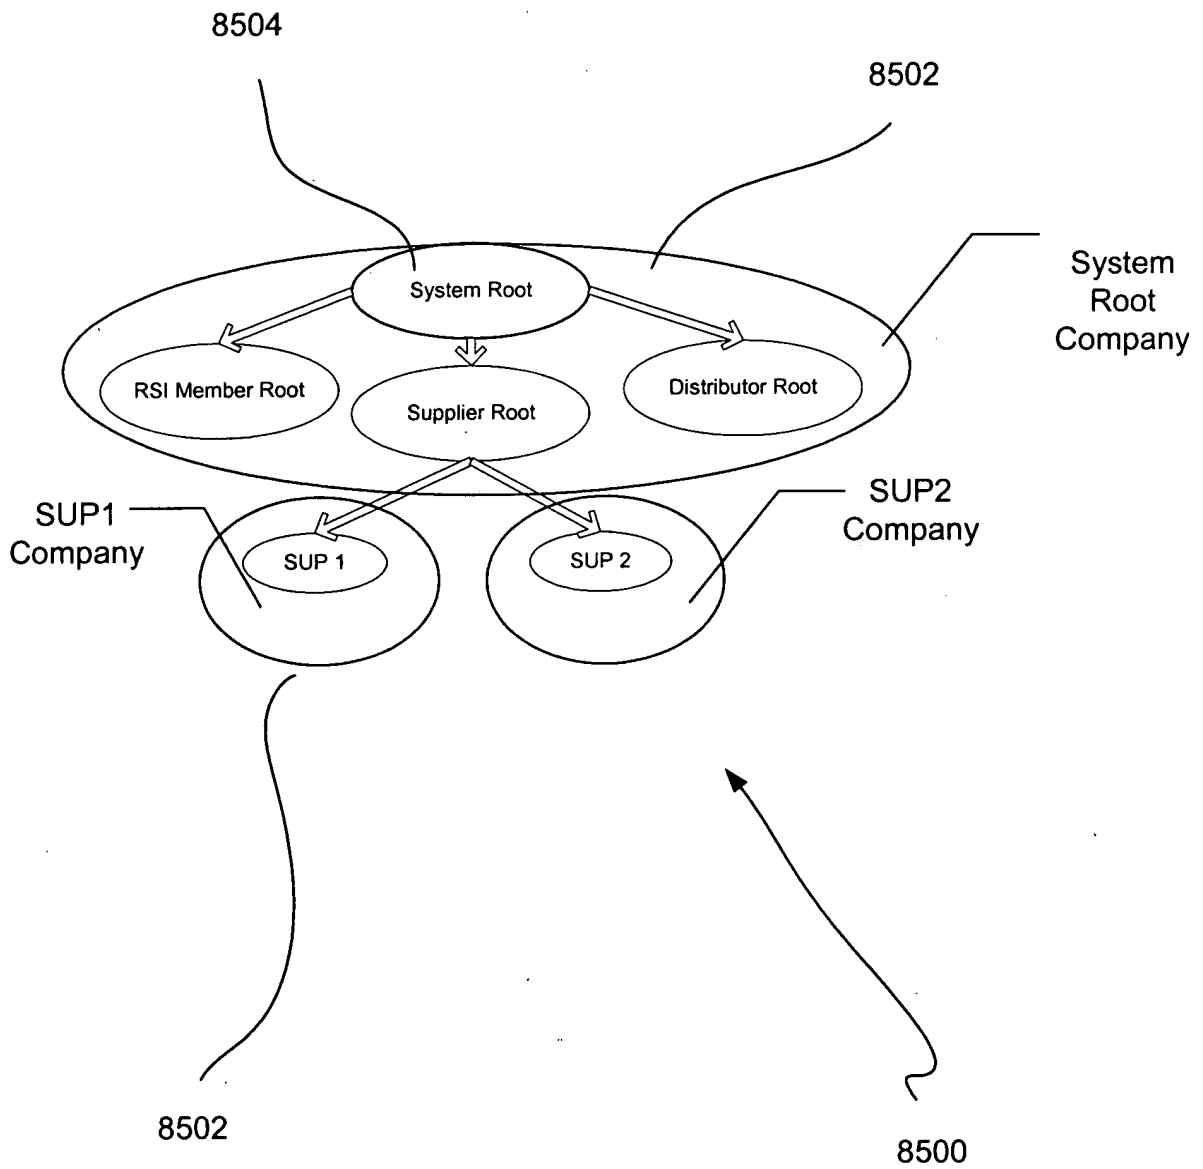 8504
8502
System
Root
Company
System Root
RSI Member Root
Supplier Root
Distributor Root
SUP1
Company
SUP2
Company
SUP 1
SUP 2
8502
8500